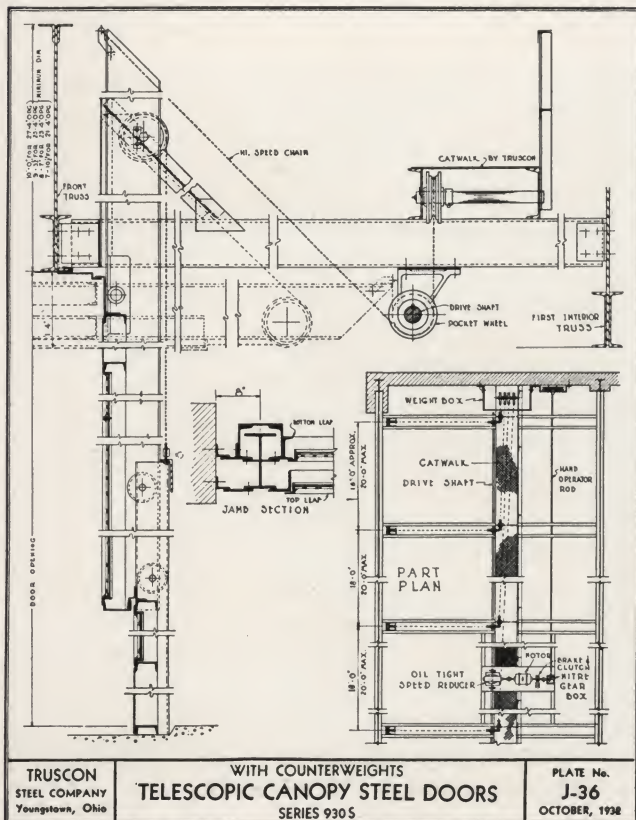 MINIMUM DIM
FRONT
TRUSS
HI. SPEED CHAIN
CATWALK BY TRUSCON
DRIVE SHAFT
POCKET WHEEL
FIRST INTERIOR
TRUSS
4"
DOOR OPENING
8"
BOTTOM LEAF
TOP LEAF
JAMB SECTION
WEIGHT BOX
CATWALK
DRIVE SHAFT
HAND
OPERATOR
ROD
18'-0" APPROX.
20'-0" MAX.
18'-0"
20'-0" MAX.
18'-0"
20'-0" MAX.
PART
PLAN
MOTOR
BRAKE &
CLUTCH
MITRE
GEAR
BOX
OIL TIGHT
SPEED REDUCER
TRUSCON
STEEL COMPANY
Youngstown, Ohio
WITH COUNTERWEIGHTS
TELESCOPIC CANOPY STEEL DOORS
SERIES 930 S
PLATE No.
J-36
OCTOBER, 1938